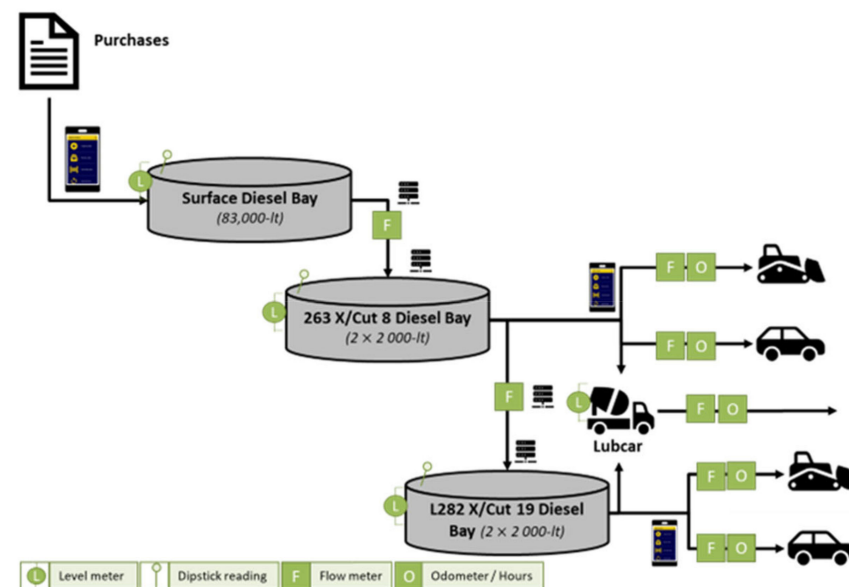 Purchases
L
Surface Diesel Bay
(83,000-lt)
F
F O
L
263 X/Cut 8 Diesel Bay
(2 × 2 000-lt)
F O
F
L
F O
Lubcar
L
L282 X/Cut 19 Diesel
Bay (2 × 2 000-lt)
F O
F O
L Level meter Dipstick reading F Flow meter O Odometer / Hours